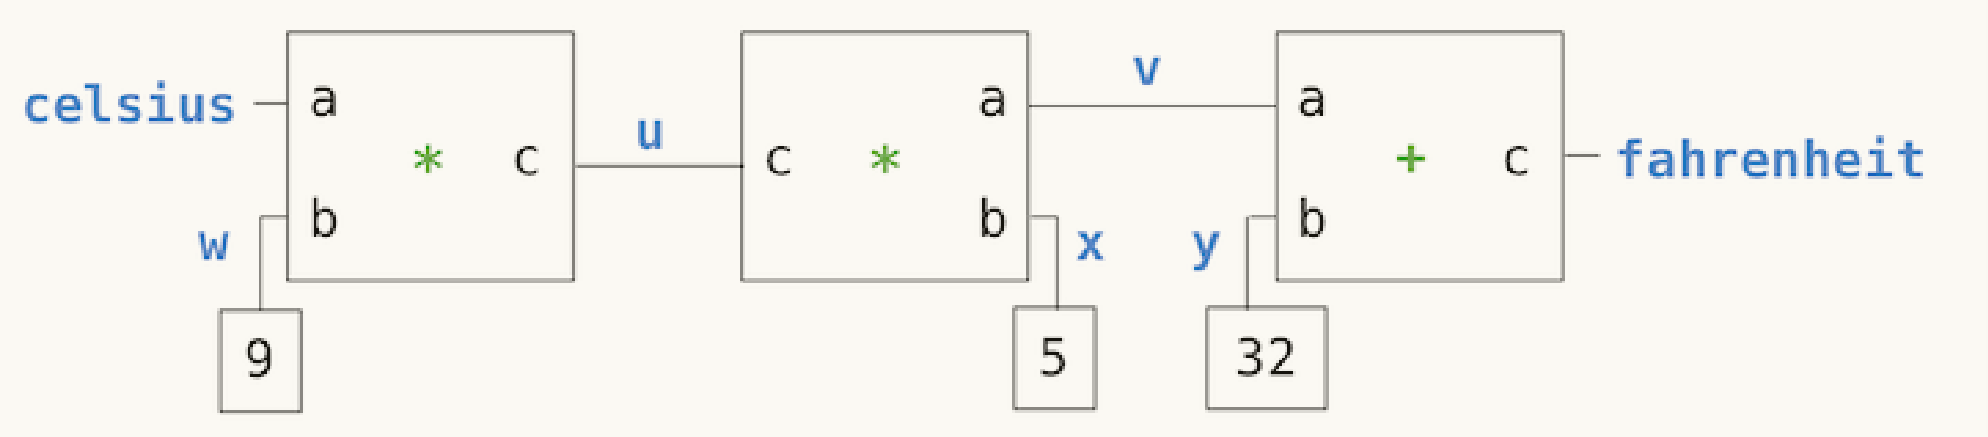 celsius a * c b w 9
u
c * a b x 5
v
a + c b y 32
fahrenheit